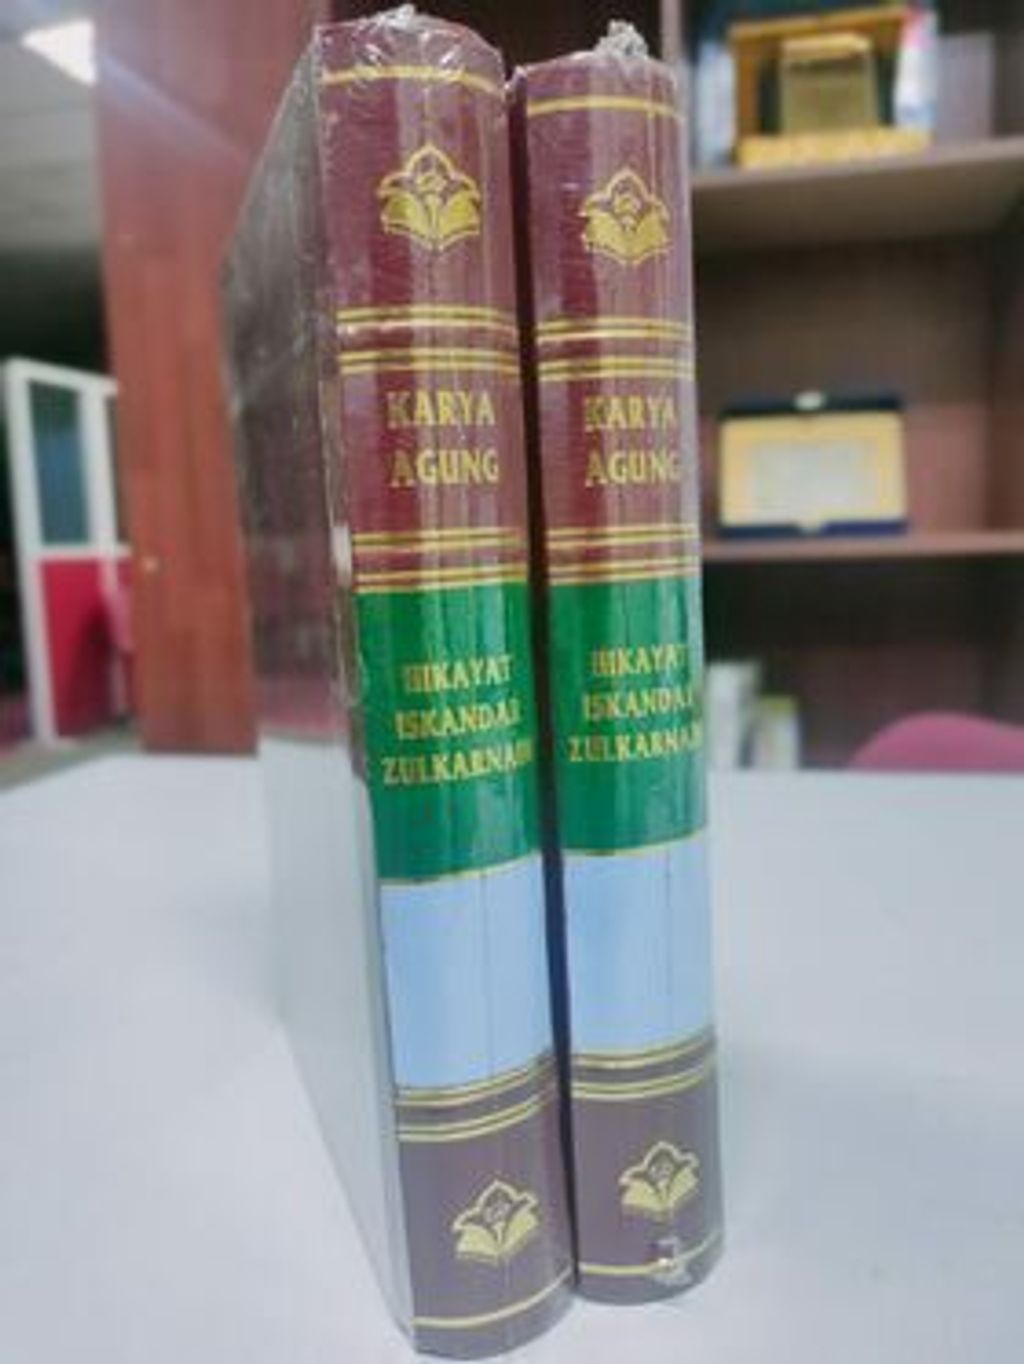 KARYA
AGUNG
HIKAYAT
ISKANDAR
ZULKARNAIN
KARYA
AGUNG
HIKAYAT
ISKANDAR
ZULKARNAIN